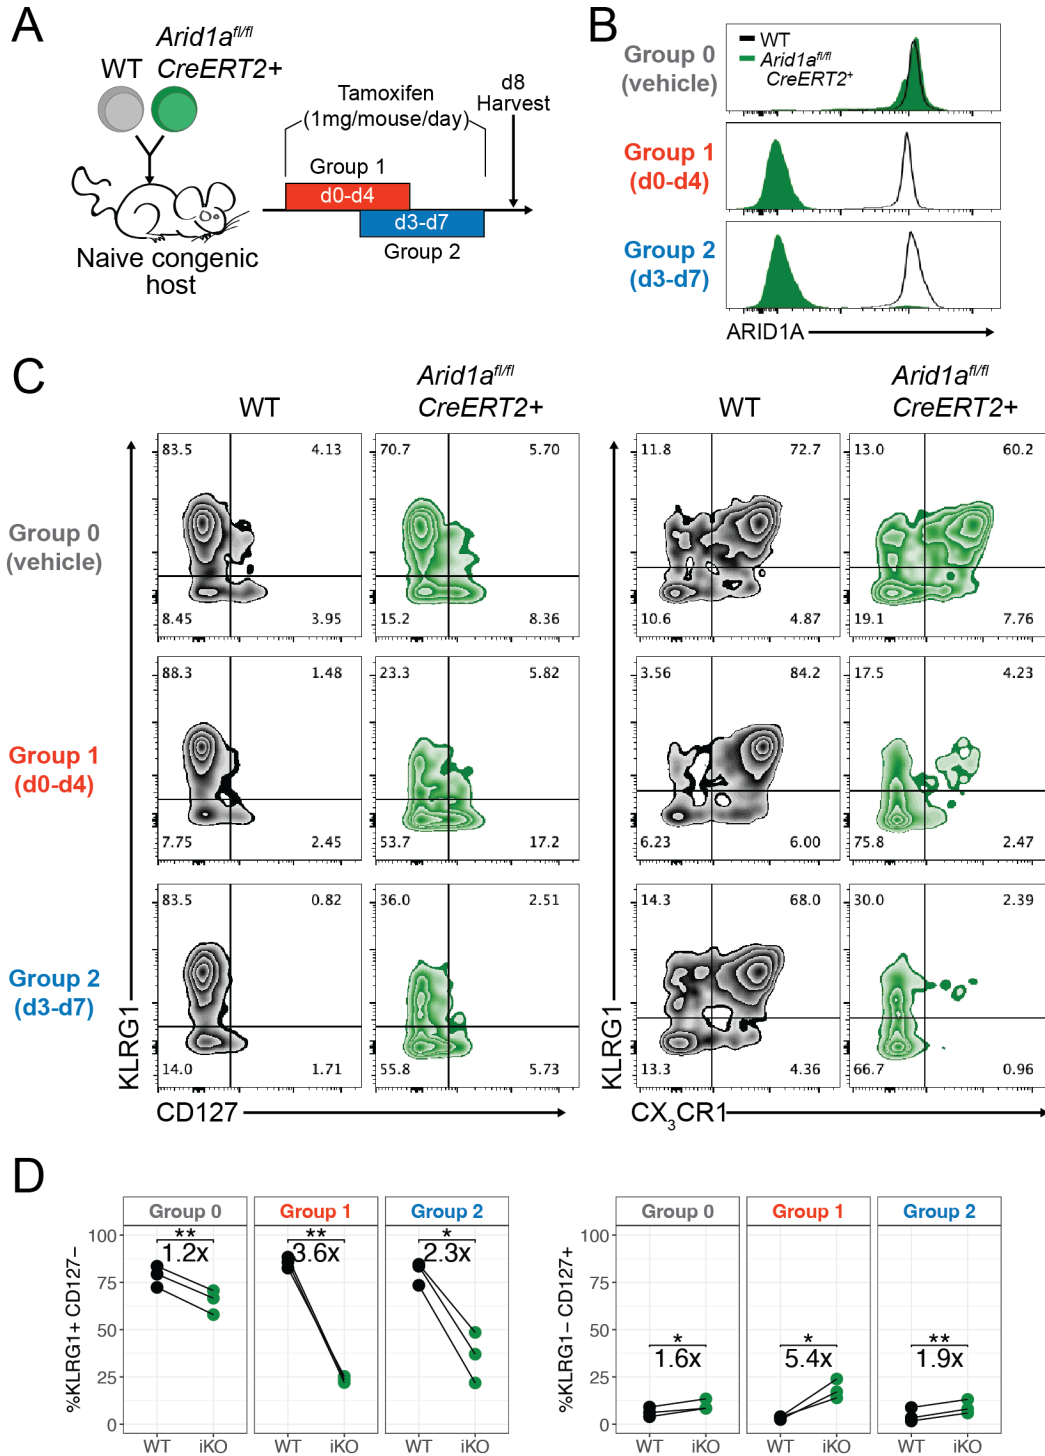 A
WT
Arid1a^fl/fl
CreERT2+
Tamoxifen
(1mg/mouse/day)
d8
Harvest
Group 1
d0-d4
d3-d7
Group 2
Naive congenic
host
B
Group 0
(vehicle)
WT
Arid1a^fl/fl
CreERT2+
Group 1
(d0-d4)
Group 2
(d3-d7)
ARID1A
C
WT
Arid1a^fl/fl
CreERT2+
WT
Arid1a^fl/fl
CreERT2+
Group 0
(vehicle)
83.5 4.13 70.7 5.70 11.8 72.7 13.0 60.2
8.45 3.95 15.2 8.36 10.6 4.87 19.1 7.76
Group 1
(d0-d4)
88.3 1.48 23.3 5.82 3.56 84.2 17.5 4.23
7.75 2.45 53.7 17.2 6.23 6.00 75.8 2.47
Group 2
(d3-d7)
83.5 0.82 36.0 2.51 14.3 68.0 30.0 2.39
14.0 1.71 55.8 5.73 13.3 4.36 66.7 0.96
KLRG1
CD127
KLRG1
CX3CR1
D
%KLRG1+ CD127−
Group 0 Group 1 Group 2
100
75
50
25
0
** ** *
1.2x 3.6x 2.3x
WT iKO WT iKO WT iKO
%KLRG1− CD127+
Group 0 Group 1 Group 2
100
75
50
25
0
* * **
1.6x 5.4x 1.9x
WT iKO WT iKO WT iKO